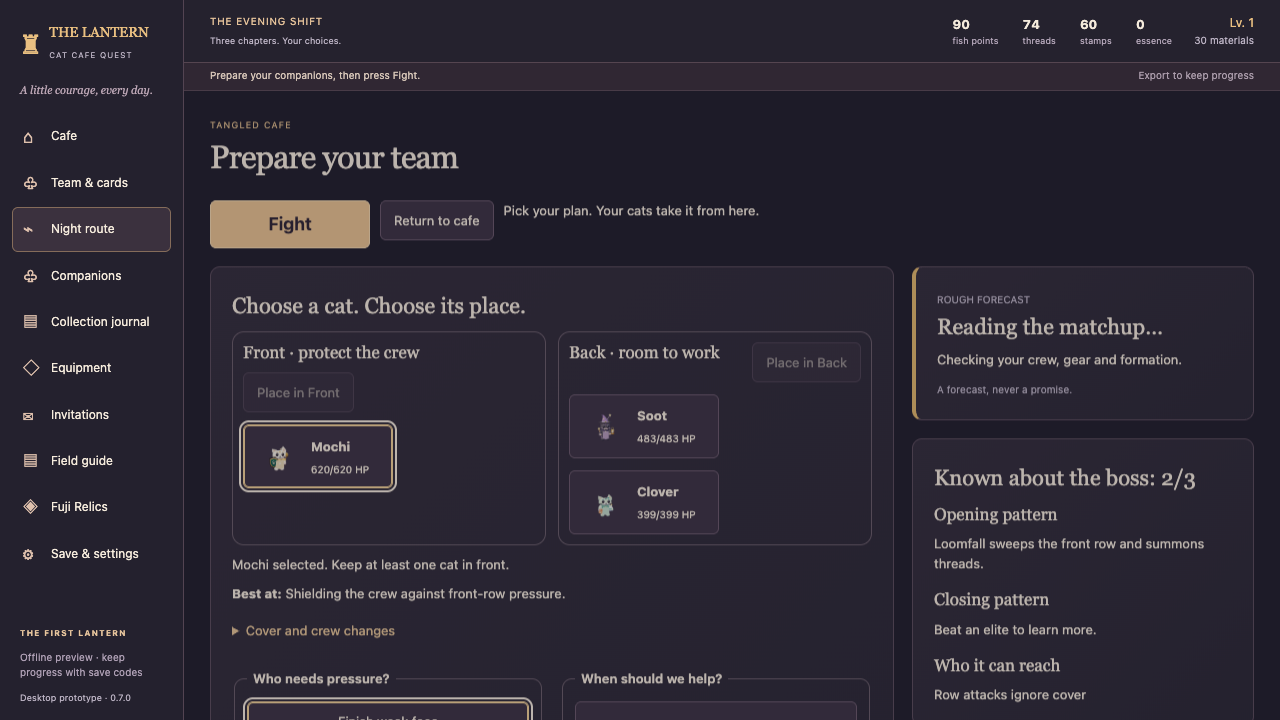 THE LANTERN
CAT CAFE QUEST
A little courage, every day.
Cafe
Team & cards
Night route
Companions
Collection journal
Equipment
Invitations
Field guide
Fuji Relics
Save & settings
THE FIRST LANTERN
Offline preview · keep
progress with save codes
Desktop prototype · 0.7.0
THE EVENING SHIFT
Three chapters. Your choices.
90
fish points
74
threads
60
stamps
0
essence
Lv. 1
30 materials
Prepare your companions, then press Fight.
Export to keep progress
TANGLED CAFE
Prepare your team
Fight
Return to cafe
Pick your plan. Your cats take it from here.
Choose a cat. Choose its place.
Front · protect the crew
Place in Front
Mochi
620/620 HP
Back · room to work
Place in Back
Soot
483/483 HP
Clover
399/399 HP
Mochi selected. Keep at least one cat in front.
Best at: Shielding the crew against front-row pressure.
Cover and crew changes
Who needs pressure?
When should we help?
ROUGH FORECAST
Reading the matchup…
Checking your crew, gear and formation.
A forecast, never a promise.
Known about the boss: 2/3
Opening pattern
Loomfall sweeps the front row and summons
threads.
Closing pattern
Beat an elite to learn more.
Who it can reach
Row attacks ignore cover